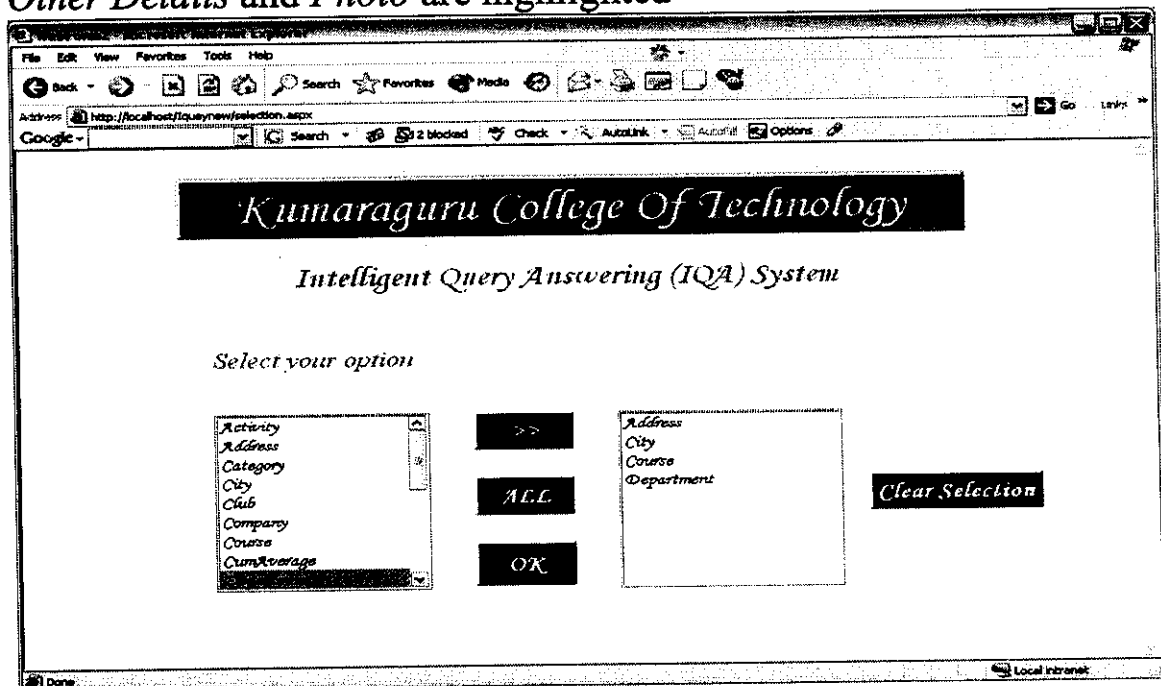 Other Details and Photo are highlighted
Microsoft Internet Explorer
File Edit View Favorites Tools Help
Back Search Favorites Media
Address http://localhost/Iqueynew/selection.aspx Go Links »
Google Search 2 blocked Check AutoLink AutoFill Options
Kumaraguru College Of Technology
Intelligent Query Answering (IQA) System
Select your option
Activity
Address
Category
City
Club
Company
Course
CumAverage
>>
ALL
OK
Address
City
Course
Department
Clear Selection
Done Local intranet